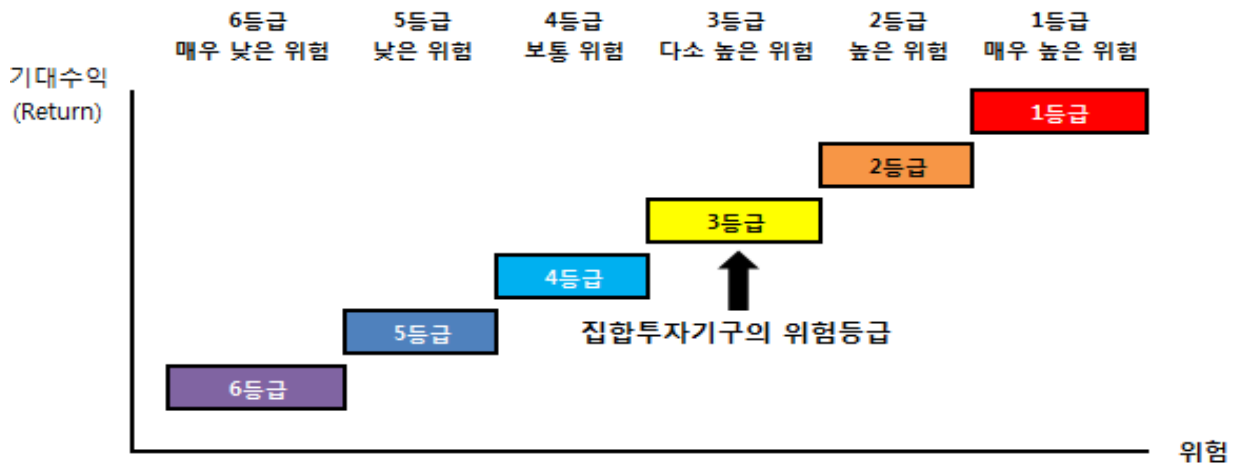 6등급 5등급 4등급 3등급 2등급 1등급
매우 낮은 위험 낮은 위험 보통 위험 다소 높은 위험 높은 위험 매우 높은 위험
기대수익
(Return)
1등급
2등급
3등급
4등급
집합투자기구의 위험등급
5등급
6등급
위험